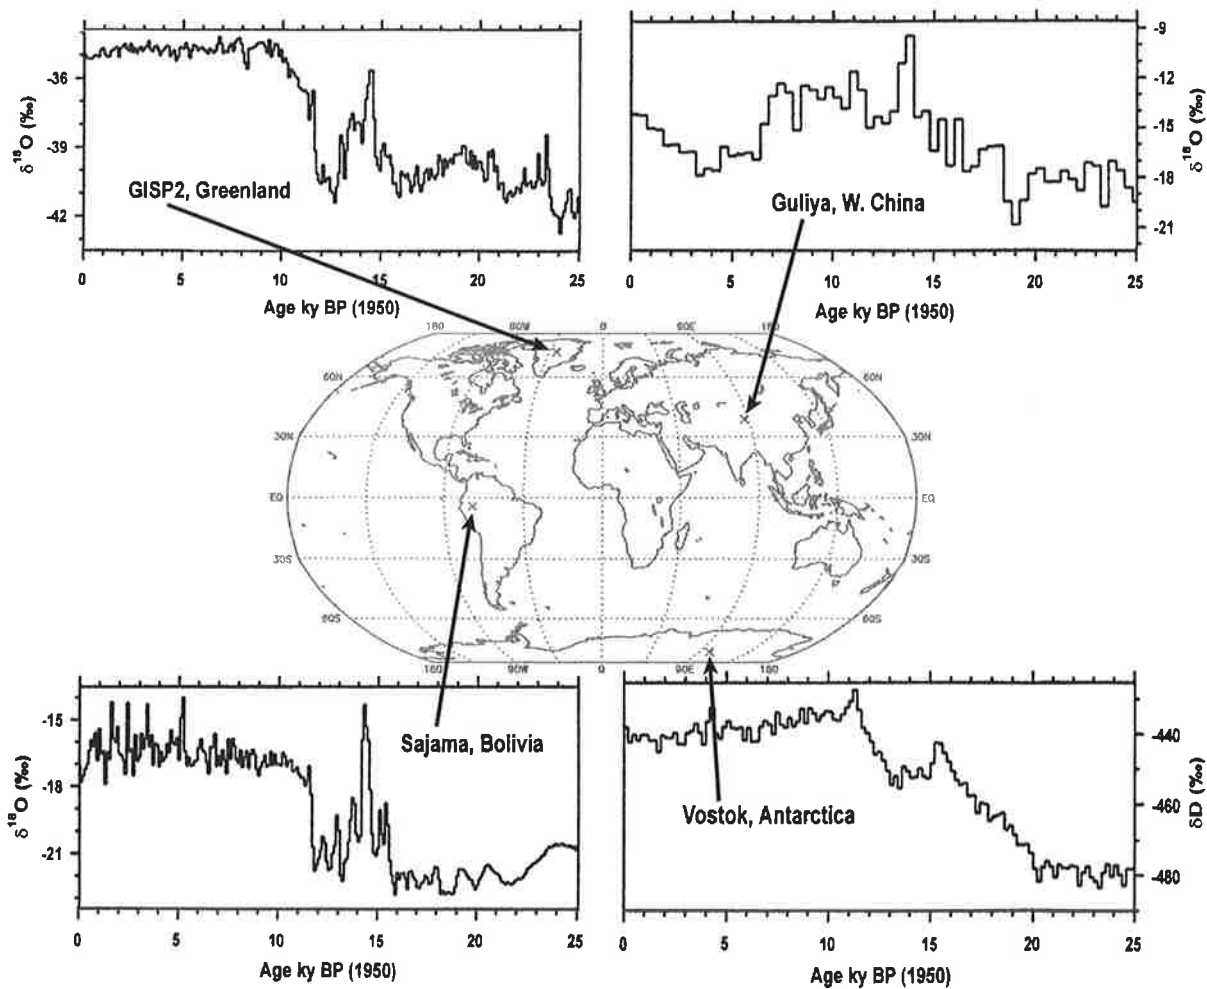 -36
-39
-42
δ¹⁸O (‰)
GISP2, Greenland
0 5 10 15 20 25
Age ky BP (1950)
-9
-12
-15
-18
-21
δ¹⁸O (‰)
Guliya, W. China
0 5 10 15 20 25
Age ky BP (1950)
180 90W 0 90E 180
60N 60N
30N 30N
EQ EQ
30S 30S
60S 60S
180 90W 0 90E 180
-15
-18
-21
δ¹⁸O (‰)
Sajama, Bolivia
0 5 10 15 20 25
Age ky BP (1950)
-440
-460
-480
δD (‰)
Vostok, Antarctica
0 5 10 15 20 25
Age ky BP (1950)